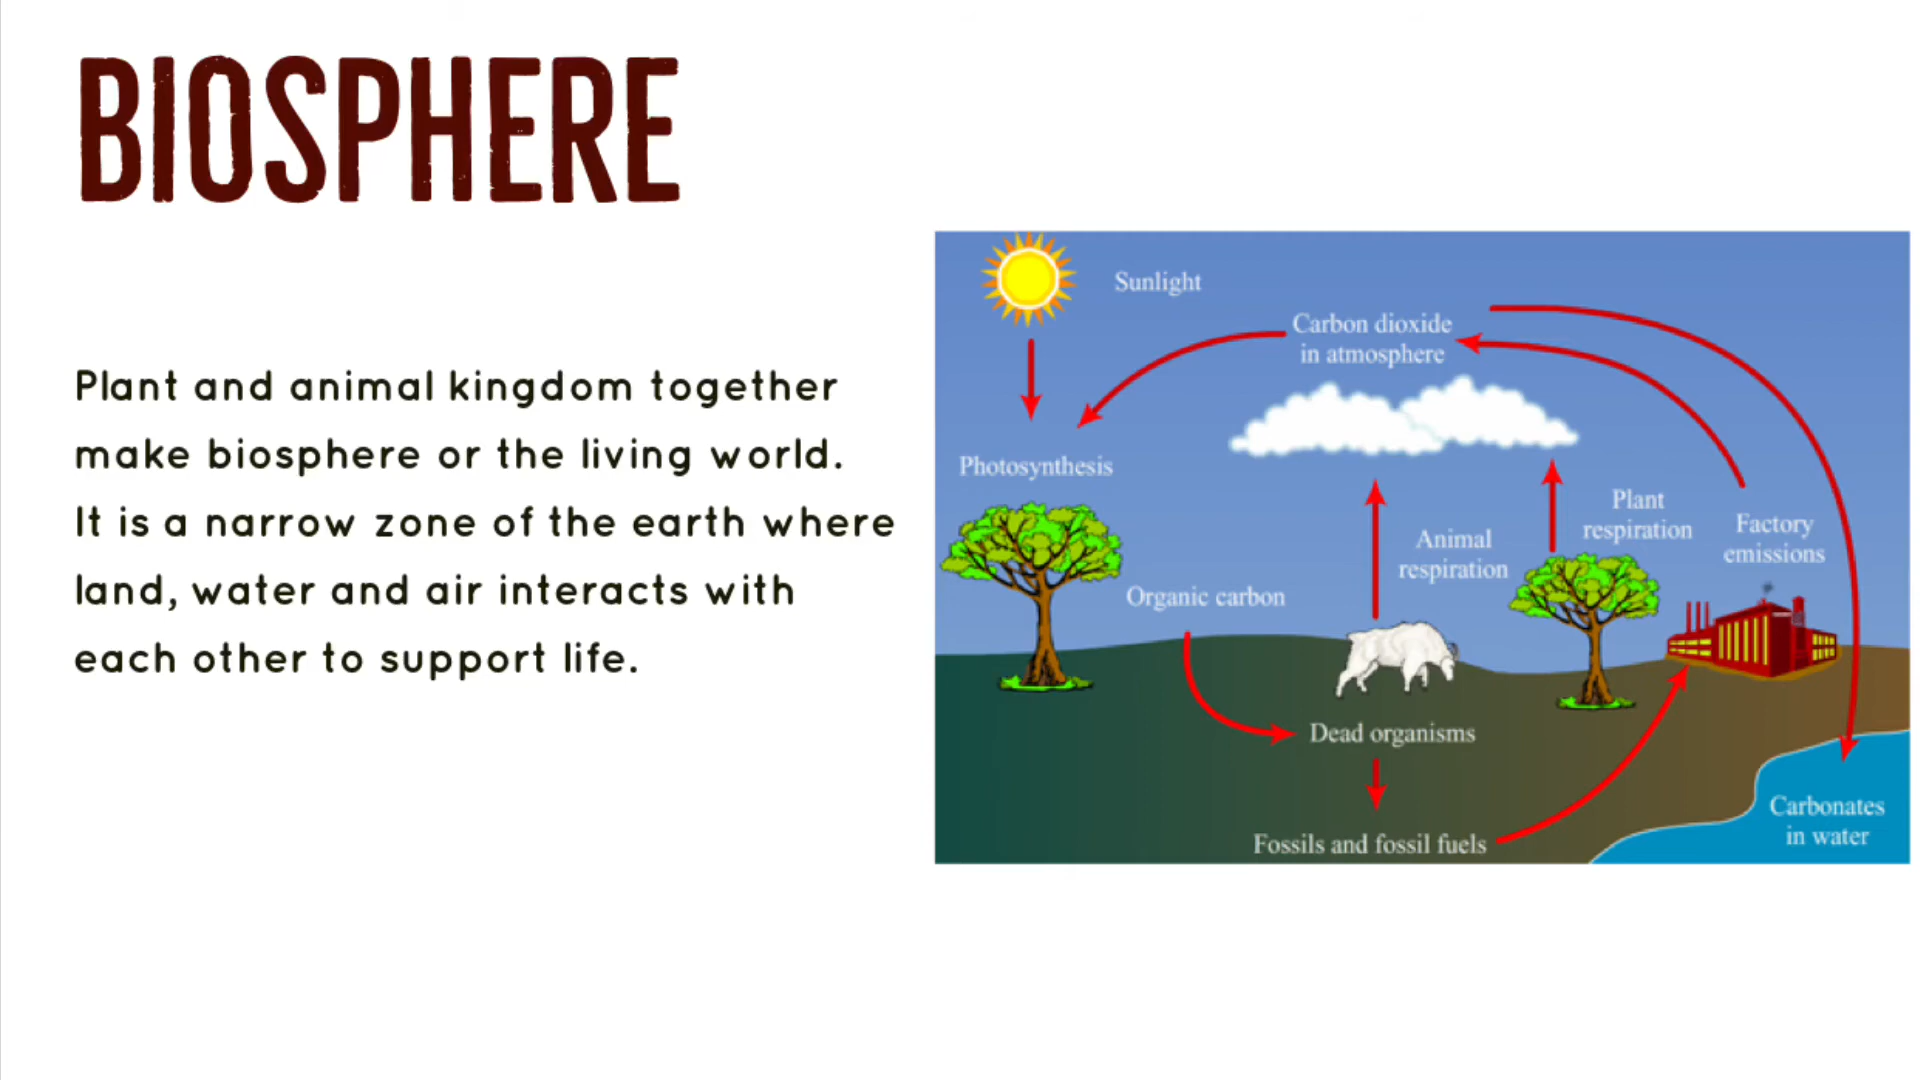 BIOSPHERE
Plant and animal kingdom together
make biosphere or the living world.
It is a narrow zone of the earth where
land, water and air interacts with
each other to support life.
Sunlight
Carbon dioxide
in atmosphere
Photosynthesis
Plant
respiration
Factory
emissions
Animal
respiration
Organic carbon
Dead organisms
Fossils and fossil fuels
Carbonates
in water